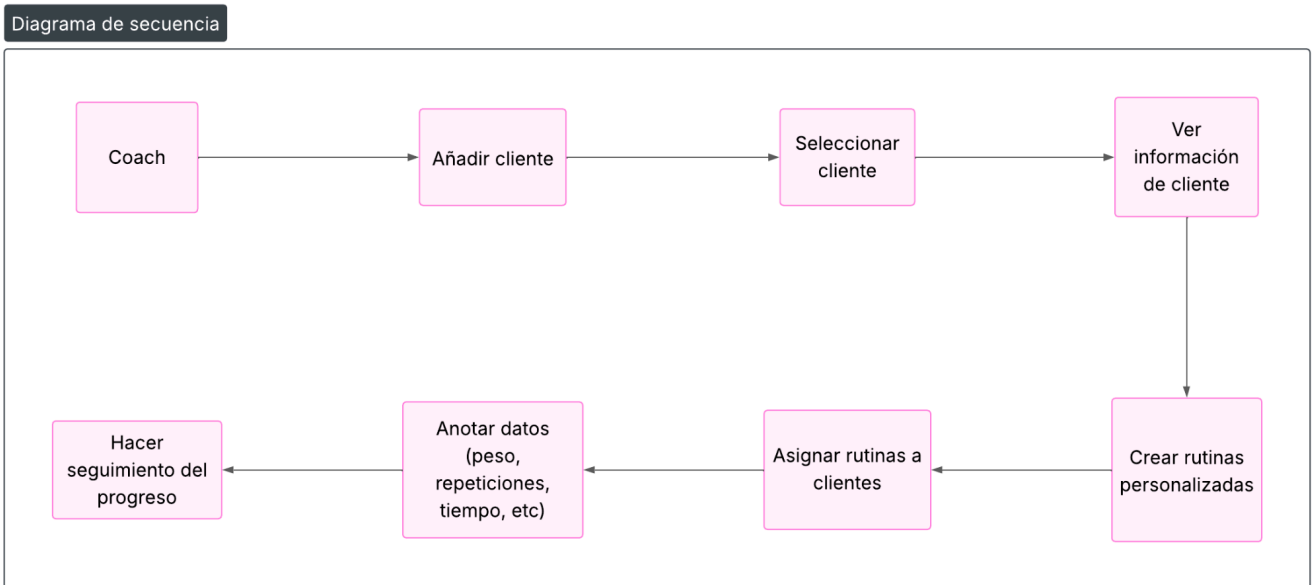 Diagrama de secuencia
Coach
Añadir cliente
Seleccionar
cliente
Ver
información
de cliente
Hacer
seguimiento del
progreso
Anotar datos
(peso,
repeticiones,
tiempo, etc)
Asignar rutinas a
clientes
Crear rutinas
personalizadas